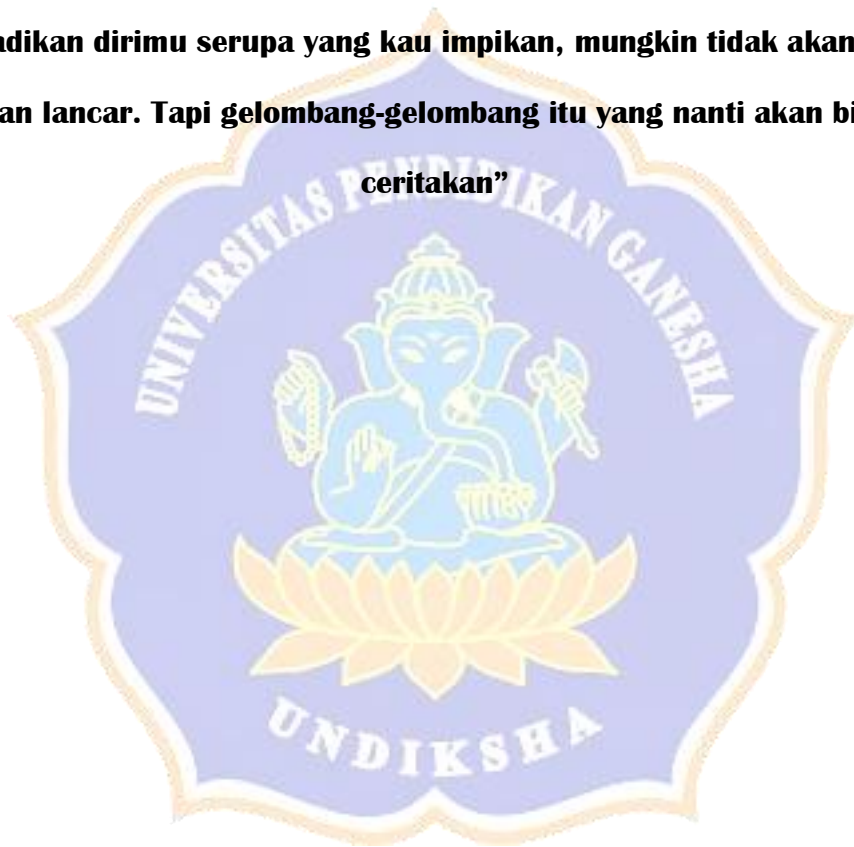 adikan dirimu serupa yang kau impikan, mungkin tidak akan
an lancar. Tapi gelombang-gelombang itu yang nanti akan bi
ceritakan”
UNIVERSITAS PENDIDIKAN GANESHA
UNDIKSHA